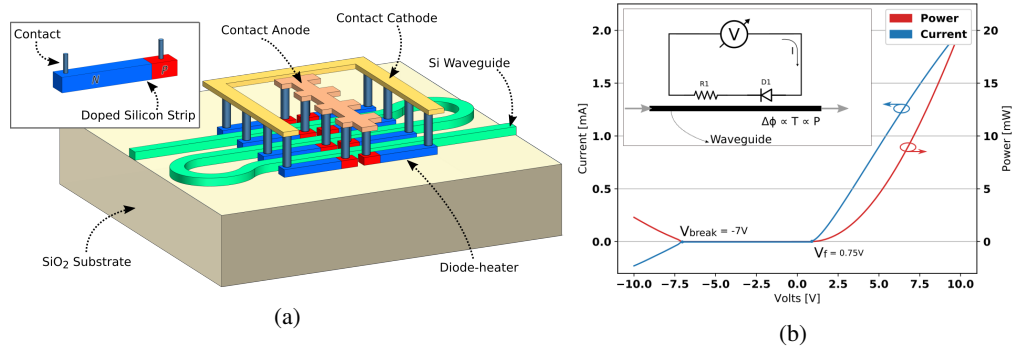 Contact
N
P
Doped Silicon Strip
Contact Anode
Contact Cathode
Si Waveguide
SiO₂ Substrate
Diode-heater
(a)
Power
Current
V
I
R1
D1
Δϕ ∝ T ∝ P
Waveguide
V_break = -7V
V_f = 0.75V
Current [mA]
2.0
1.5
1.0
0.5
0.0
Power [mW]
20
15
10
5
0
−10.0 −7.5 −5.0 −2.5 0.0 2.5 5.0 7.5 10.0
Volts [V]
(b)